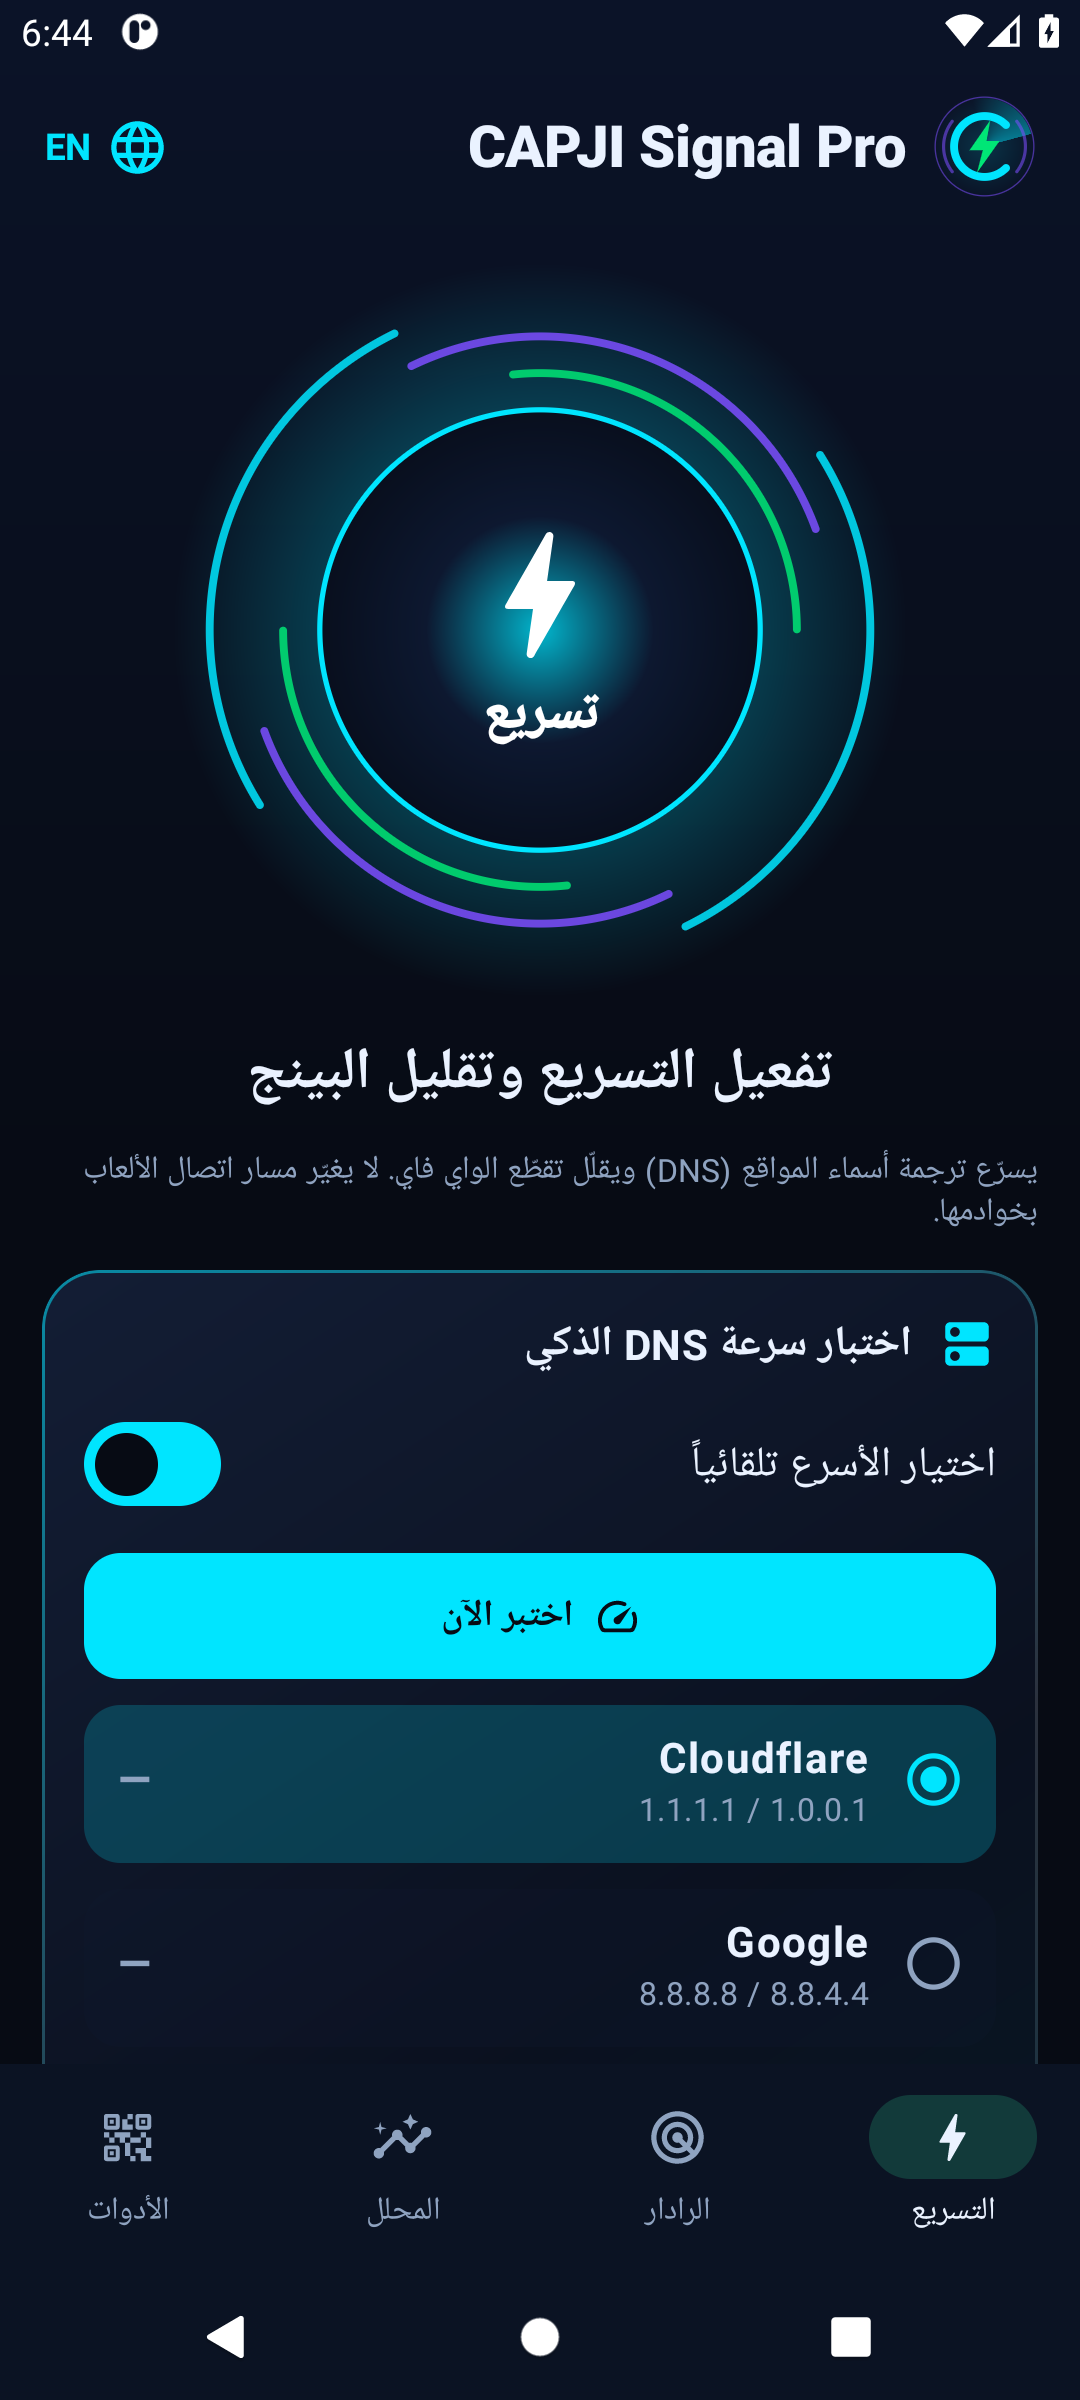 6:44
CAPJI Signal Pro
EN
تسريع
تفعيل التسريع وتقليل البينج
يسرّع ترجمة أسماء المواقع (DNS) ويقلّل تقطّع الواي فاي. لا يغيّر مسار اتصال الألعاب
بخوادمها.
اختبار سرعة DNS الذكي
اختيار الأسرع تلقائياً
اختبر الآن
Cloudflare
1.1.1.1 / 1.0.0.1
–
Google
8.8.8.8 / 8.8.4.4
–
التسريع
الرادار
المحلل
الأدوات